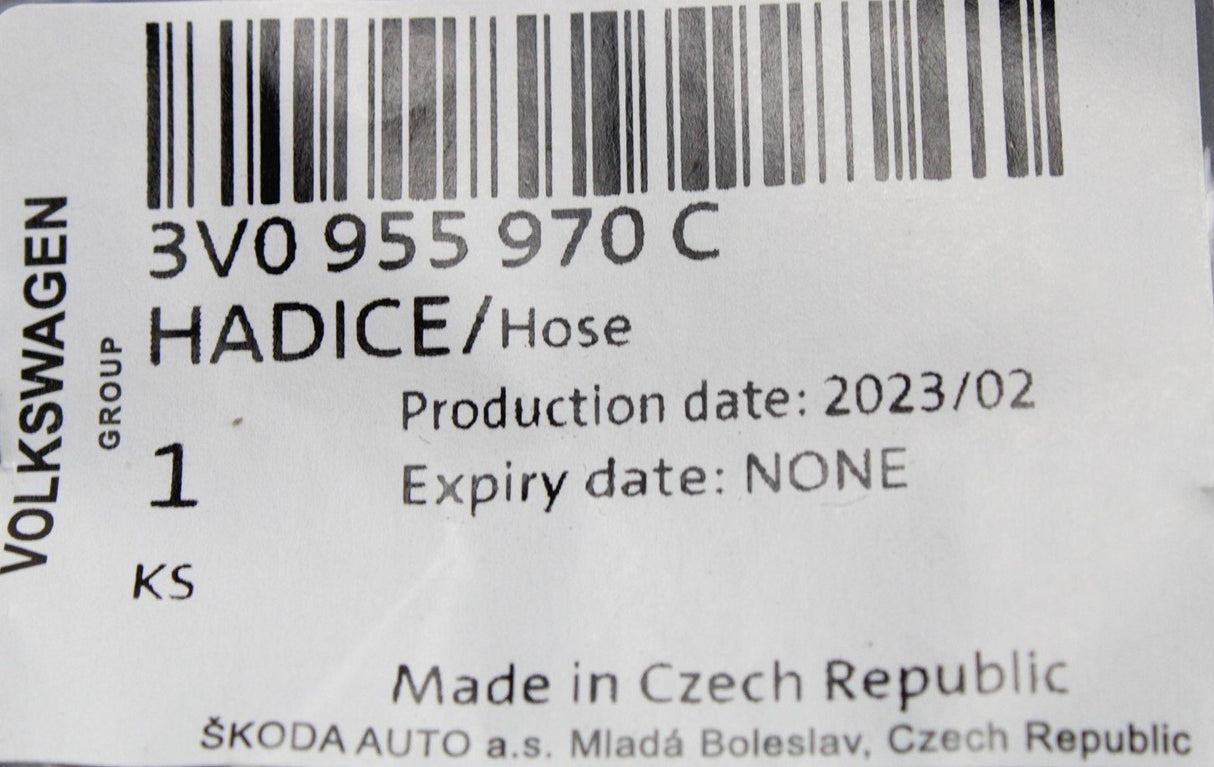 VOLKSWAGEN
GROUP
3V0 955 970 C
HADICE/Hose
Production date: 2023/02
Expiry date: NONE
1
KS
Made in Czech Republic
ŠKODA AUTO a.s. Mladá Boleslav, Czech Republic